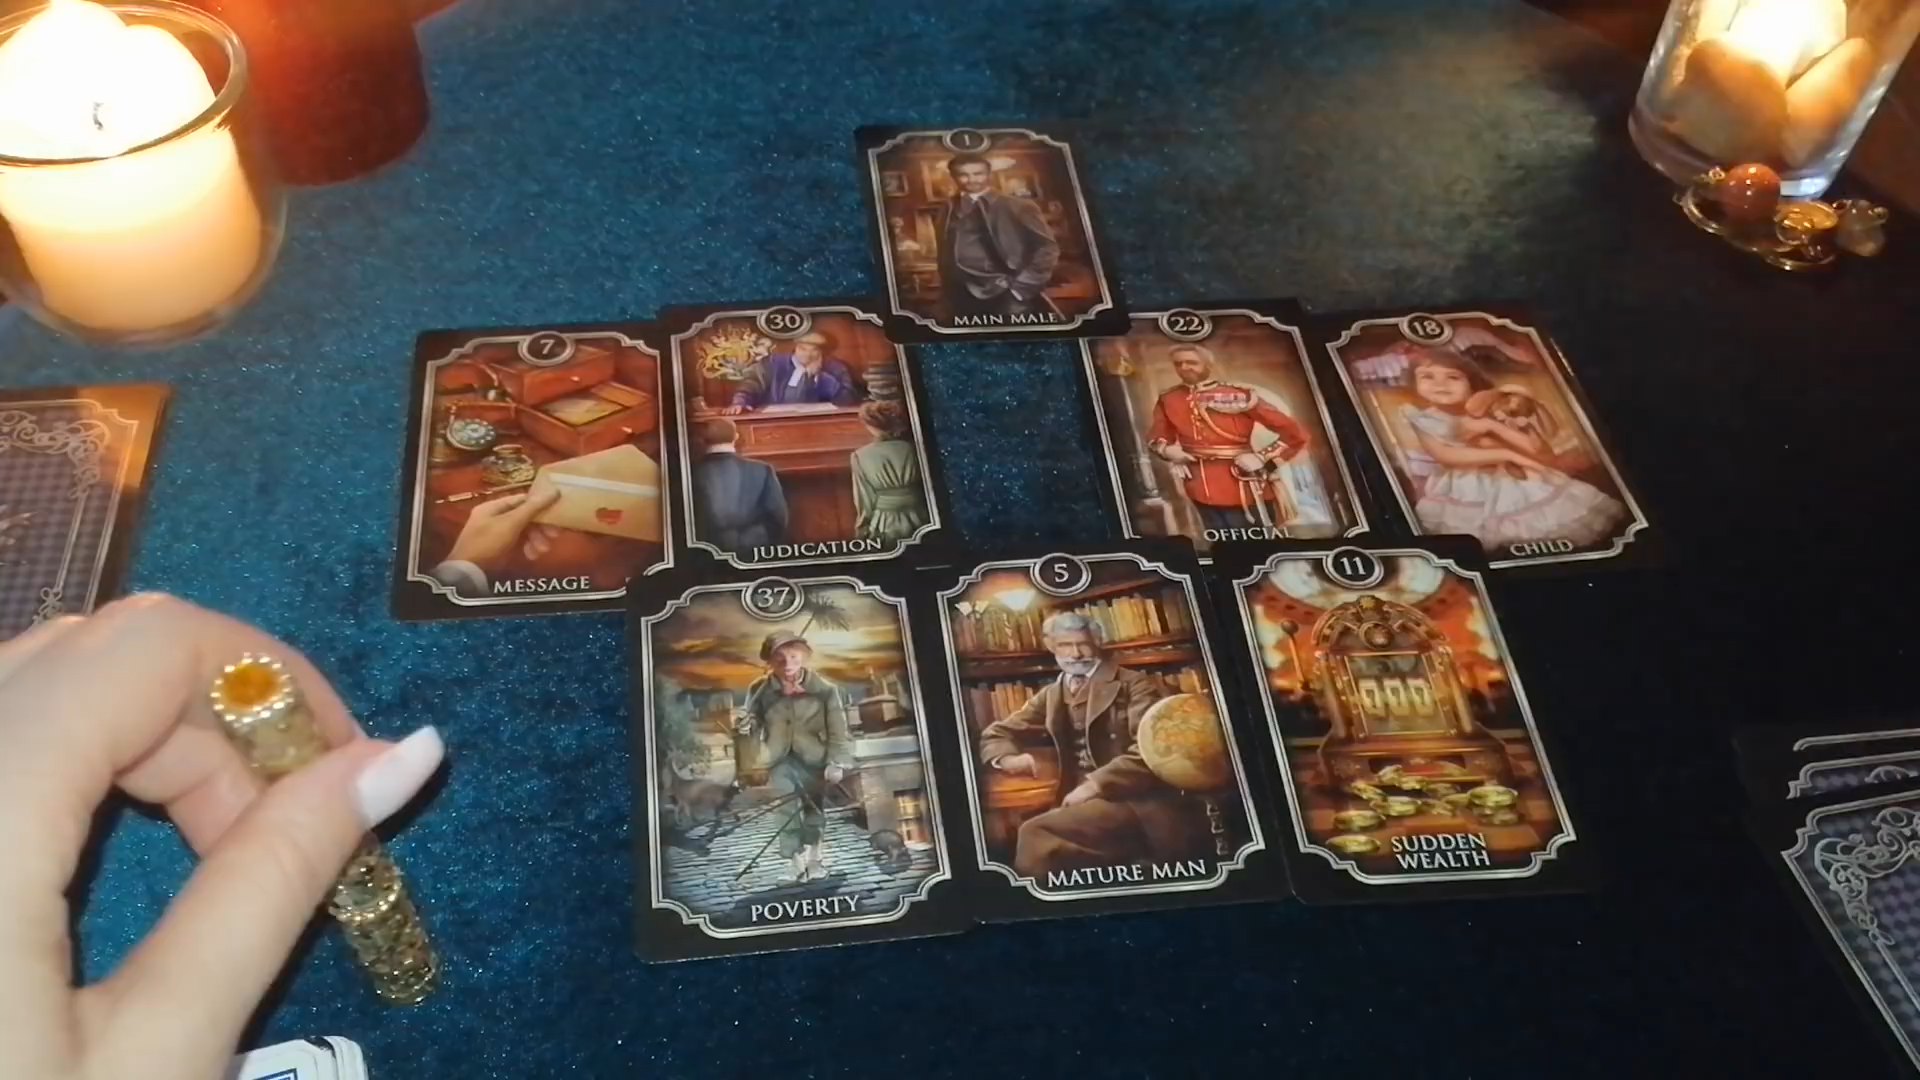 1
MAIN MALE
7
MESSAGE
30
JUDICATION
22
OFFICIAL
18
CHILD
37
POVERTY
5
MATURE MAN
11
000
SUDDEN
WEALTH